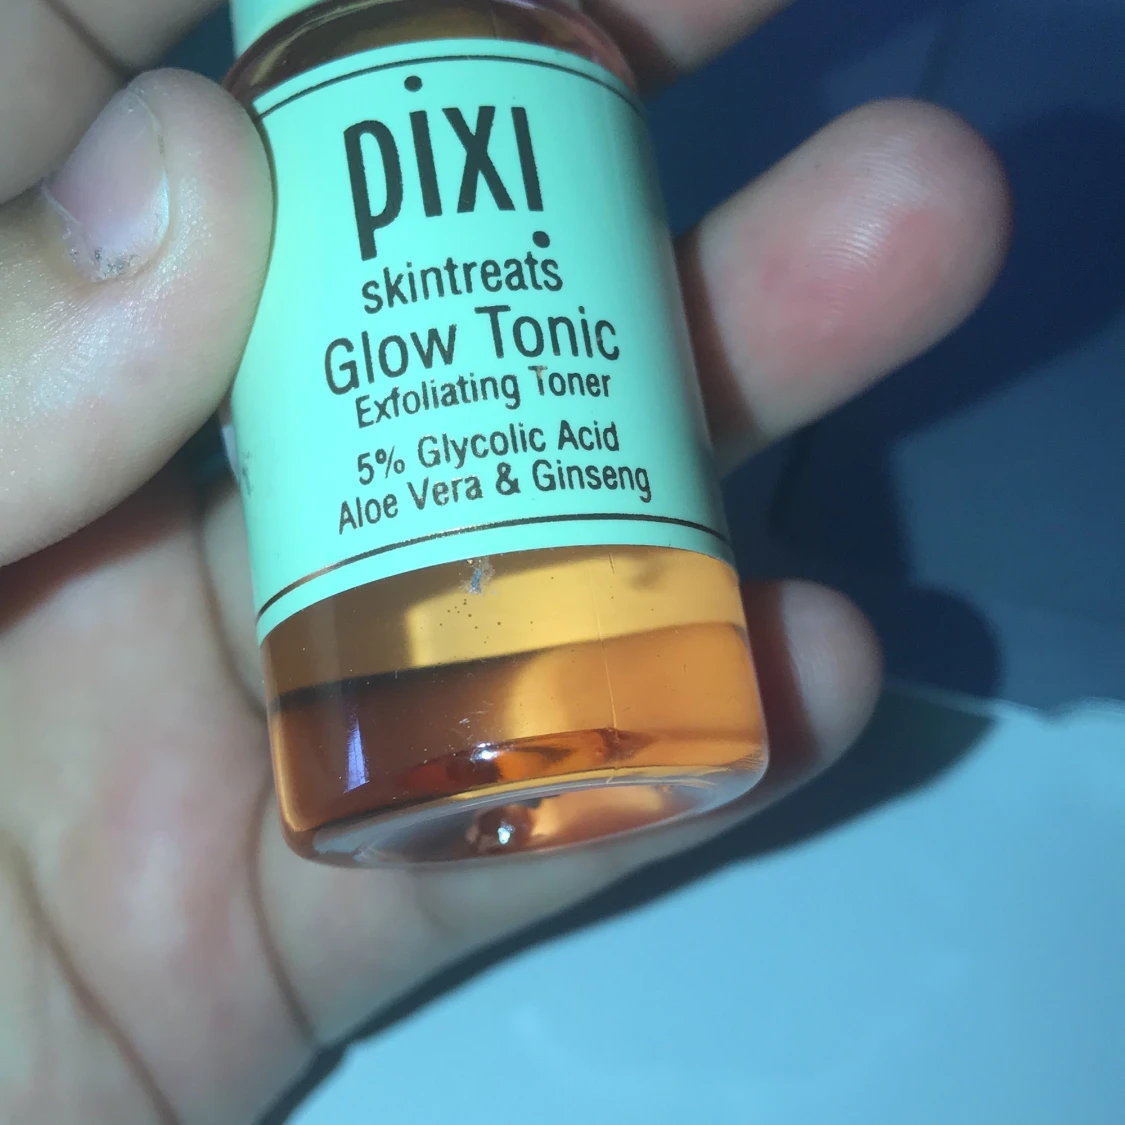 pixi
skintreats
Glow Tonic
Exfoliating Toner
5% Glycolic Acid
Aloe Vera & Ginseng